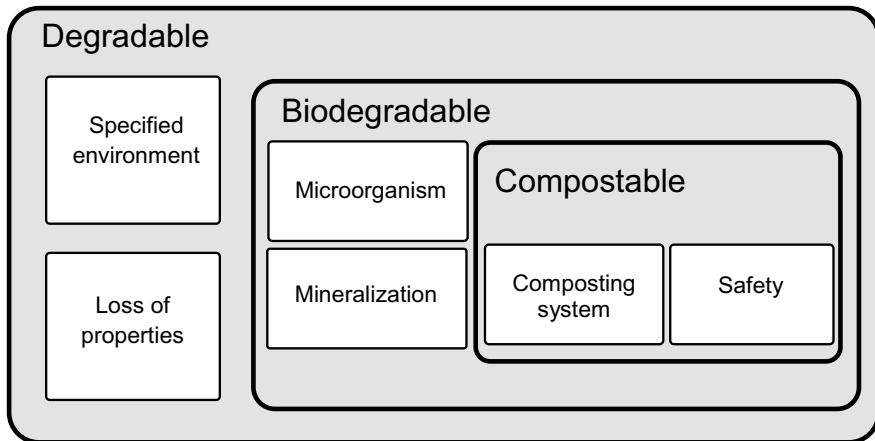 Degradable
Specified
environment
Loss of
properties
Biodegradable
Microorganism
Mineralization
Compostable
Composting
system
Safety